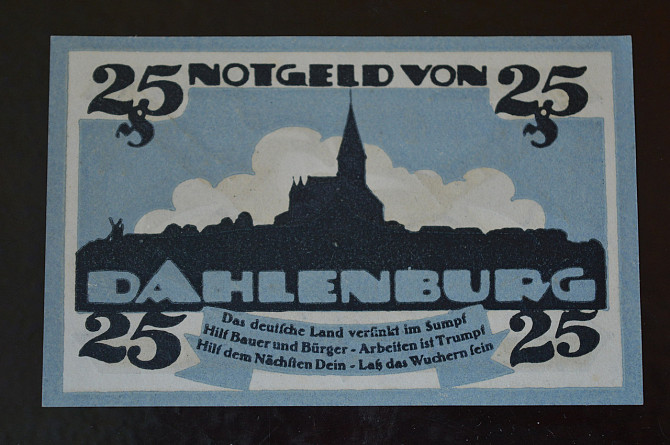 25 NOTGELD VON 25
₰ ₰
DAHLENBURG
25 25
Das deutſche Land verſinkt im Sumpf
Hilf Bauer und Bürger - Arbeiten iſt Trumpf
Hilf dem Nächſten Dein - Laß das Wuchern ſein